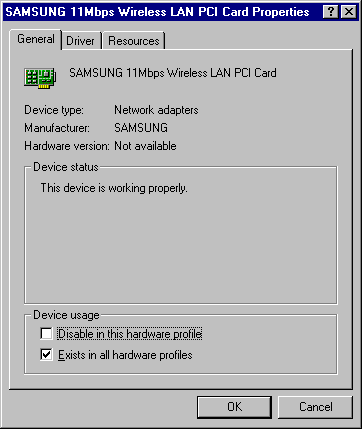 SAMSUNG 11Mbps Wireless LAN PCI Card Properties
General Driver Resources
SAMSUNG 11Mbps Wireless LAN PCI Card
Device type: Network adapters
Manufacturer: SAMSUNG
Hardware version: Not available
Device status
This device is working properly.
Device usage
Disable in this hardware profile
Exists in all hardware profiles
OK Cancel